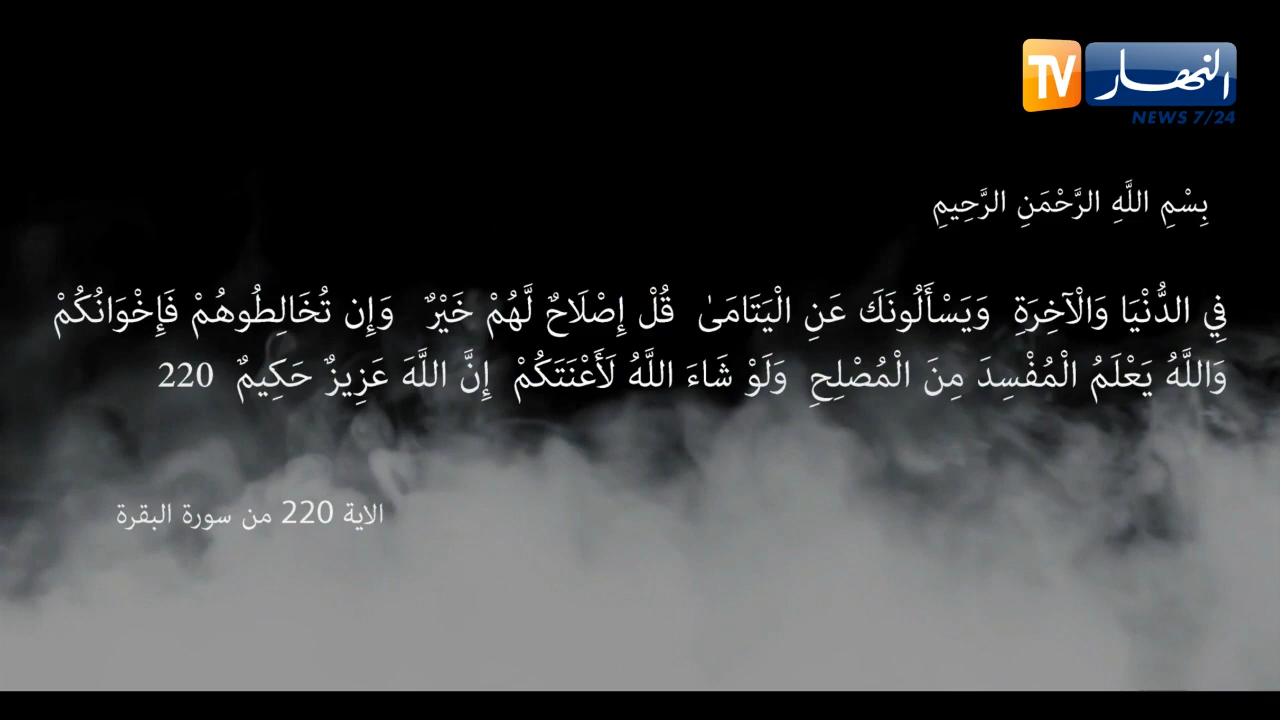 TV النهار
NEWS 7/24
بِسْمِ اللَّهِ الرَّحْمَنِ الرَّحِيمِ
فِي الدُّنْيَا وَالْآخِرَةِ وَيَسْأَلُونَكَ عَنِ الْيَتَامَىٰ قُلْ إِصْلَاحٌ لَّهُمْ خَيْرٌ وَإِن تُخَالِطُوهُمْ فَإِخْوَانُكُمْ
وَاللَّهُ يَعْلَمُ الْمُفْسِدَ مِنَ الْمُصْلِحِ وَلَوْ شَاءَ اللَّهُ لَأَعْنَتَكُمْ إِنَّ اللَّهَ عَزِيزٌ حَكِيمٌ 220
الاية 220 من سورة البقرة